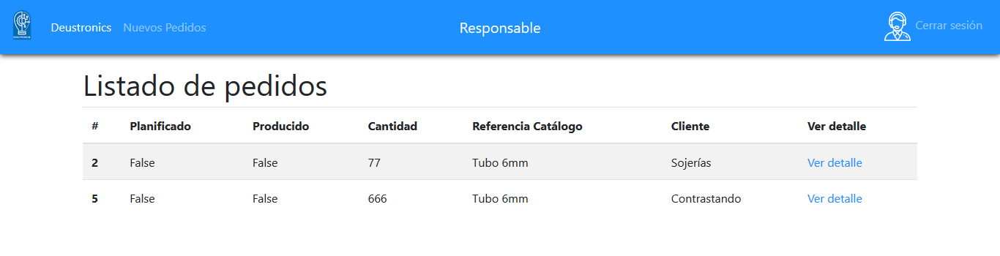 DEUSTRONICS
Deustronics Nuevos Pedidos Responsable Cerrar sesión
Listado de pedidos
# Planificado Producido Cantidad Referencia Catálogo Cliente Ver detalle
2 False False 77 Tubo 6mm Sojerías Ver detalle
5 False False 666 Tubo 6mm Contrastando Ver detalle